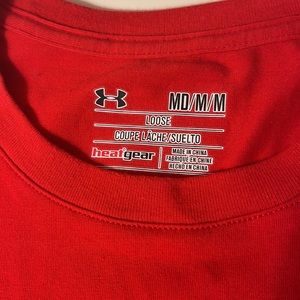 MD/M/M
LOOSE
COUPE LÂCHE/SUELTO
heatgear
MADE IN CHINA
FABRIQUÉ EN CHINE
HECHO EN CHINA